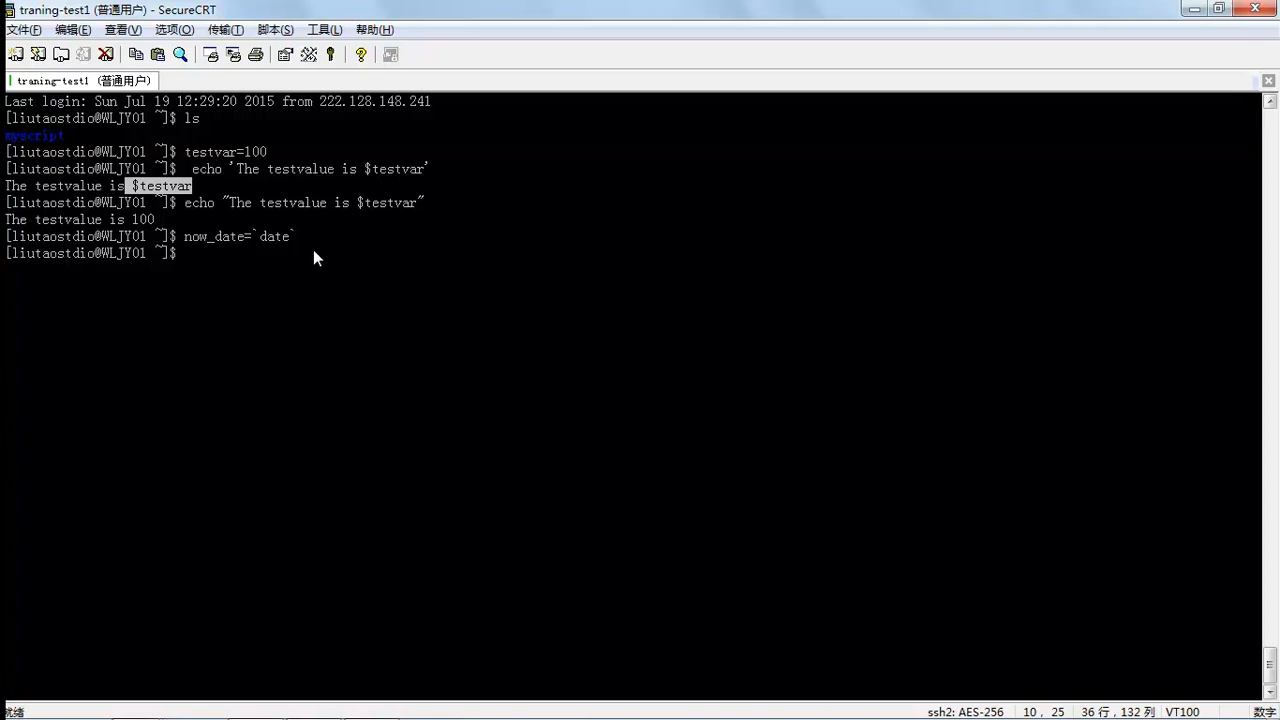 traning-test1 (普通用户) - SecureCRT
文件(F) 编辑(E) 查看(V) 选项(O) 传输(T) 脚本(S) 工具(L) 帮助(H)
traning-test1 (普通用户)
Last login: Sun Jul 19 12:29:20 2015 from 222.128.148.241
[liutaostdio@WLJY01 ~]$ ls
myscript
[liutaostdio@WLJY01 ~]$ testvar=100
[liutaostdio@WLJY01 ~]$  echo 'The testvalue is $testvar'
The testvalue is $testvar
[liutaostdio@WLJY01 ~]$ echo "The testvalue is $testvar"
The testvalue is 100
[liutaostdio@WLJY01 ~]$ now_date=`date`
[liutaostdio@WLJY01 ~]$
就绪 ssh2: AES-256 10, 25 36 行, 132 列 VT100 数字